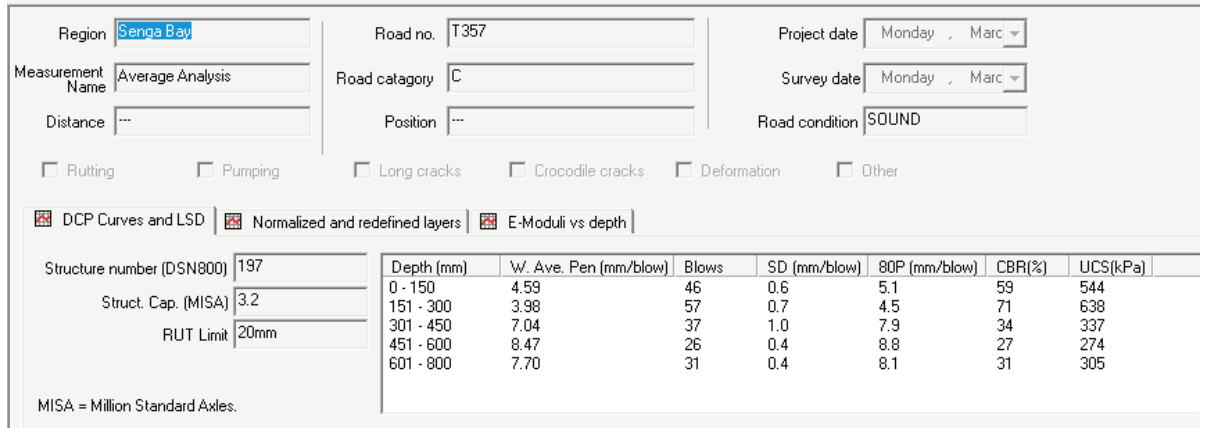 Region Senga Bay Road no. T357 Project date Monday , Marc
Measurement Name Average Analysis Road catagory C Survey date Monday , Marc
Distance --- Position --- Road condition SOUND
Rutting Pumping Long cracks Crocodile cracks Deformation Other
DCP Curves and LSD Normalized and redefined layers E-Moduli vs depth
Structure number (DSN800) 197
Struct. Cap. (MISA) 3.2
RUT Limit 20mm
MISA = Million Standard Axles.
Depth (mm) W. Ave. Pen (mm/blow) Blows SD (mm/blow) 80P (mm/blow) CBR(%) UCS(kPa)
0 - 150 4.59 46 0.6 5.1 59 544
151 - 300 3.98 57 0.7 4.5 71 638
301 - 450 7.04 37 1.0 7.9 34 337
451 - 600 8.47 26 0.4 8.8 27 274
601 - 800 7.70 31 0.4 8.1 31 305